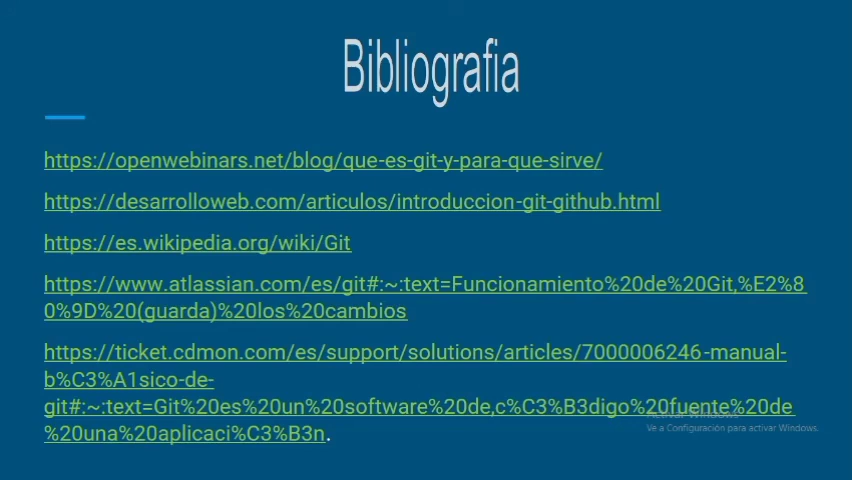 Bibliografia
https://openwebinars.net/blog/que-es-git-y-para-que-sirve/
https://desarrolloweb.com/articulos/introduccion-git-github.html
https://es.wikipedia.org/wiki/Git
https://www.atlassian.com/es/git#:~:text=Funcionamiento%20de%20Git,%E2%8
0%9D%20(guarda)%20los%20cambios
https://ticket.cdmon.com/es/support/solutions/articles/7000006246-manual-
b%C3%A1sico-de-
git#:~:text=Git%20es%20un%20software%20de,c%C3%B3digo%20fuente%20de
%20una%20aplicaci%C3%B3n.
Activar Windows
Ve a Configuración para activar Windows.